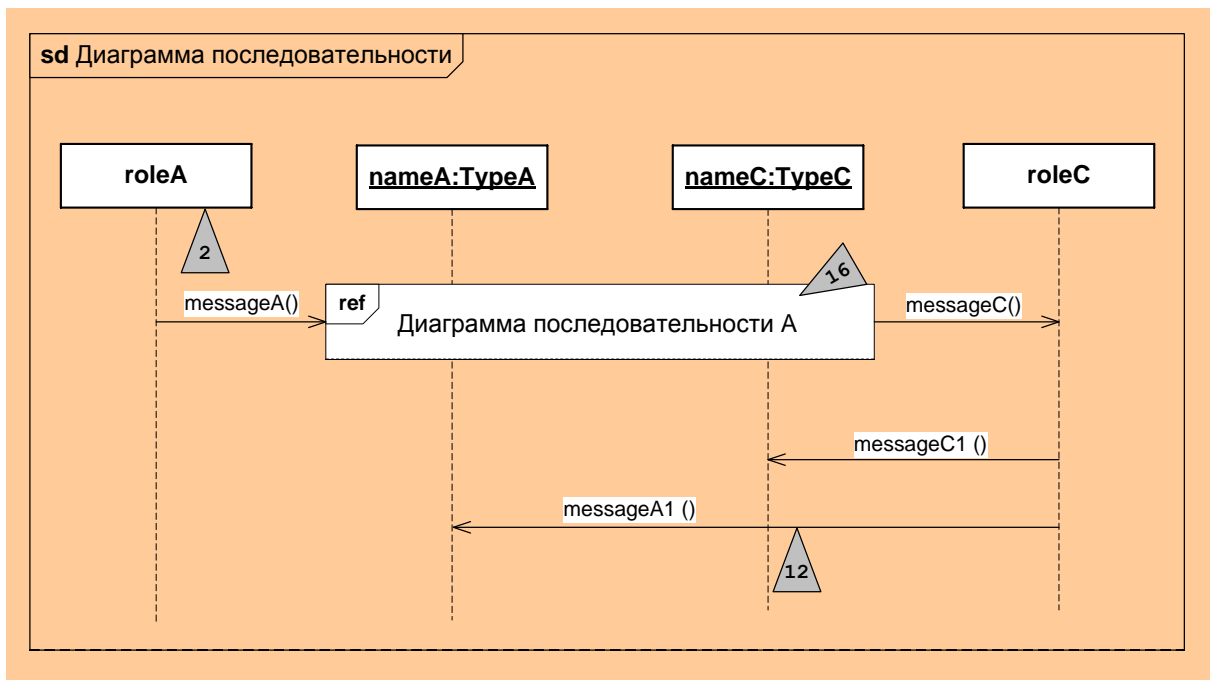 sd Диаграмма последовательности
roleA
nameA:TypeA
nameC:TypeC
roleC
2
16
messageA()
ref
Диаграмма последовательности А
messageC()
messageC1 ()
messageA1 ()
12